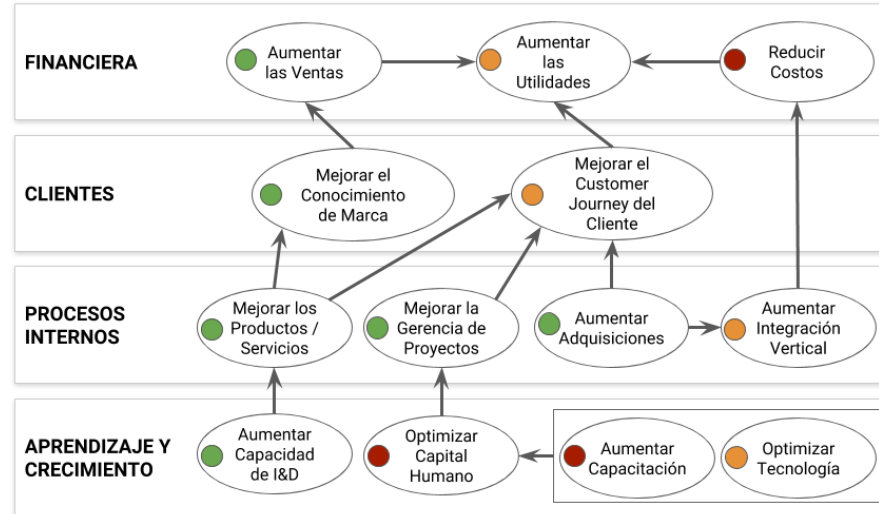 FINANCIERA
Aumentar
las Ventas
Aumentar
las
Utilidades
Reducir
Costos
CLIENTES
Mejorar el
Conocimiento
de Marca
Mejorar el
Customer
Journey del
Cliente
PROCESOS
INTERNOS
Mejorar los
Productos /
Servicios
Mejorar la
Gerencia de
Proyectos
Aumentar
Adquisiciones
Aumentar
Integración
Vertical
APRENDIZAJE Y
CRECIMIENTO
Aumentar
Capacidad
de I&D
Optimizar
Capital
Humano
Aumentar
Capacitación
Optimizar
Tecnología